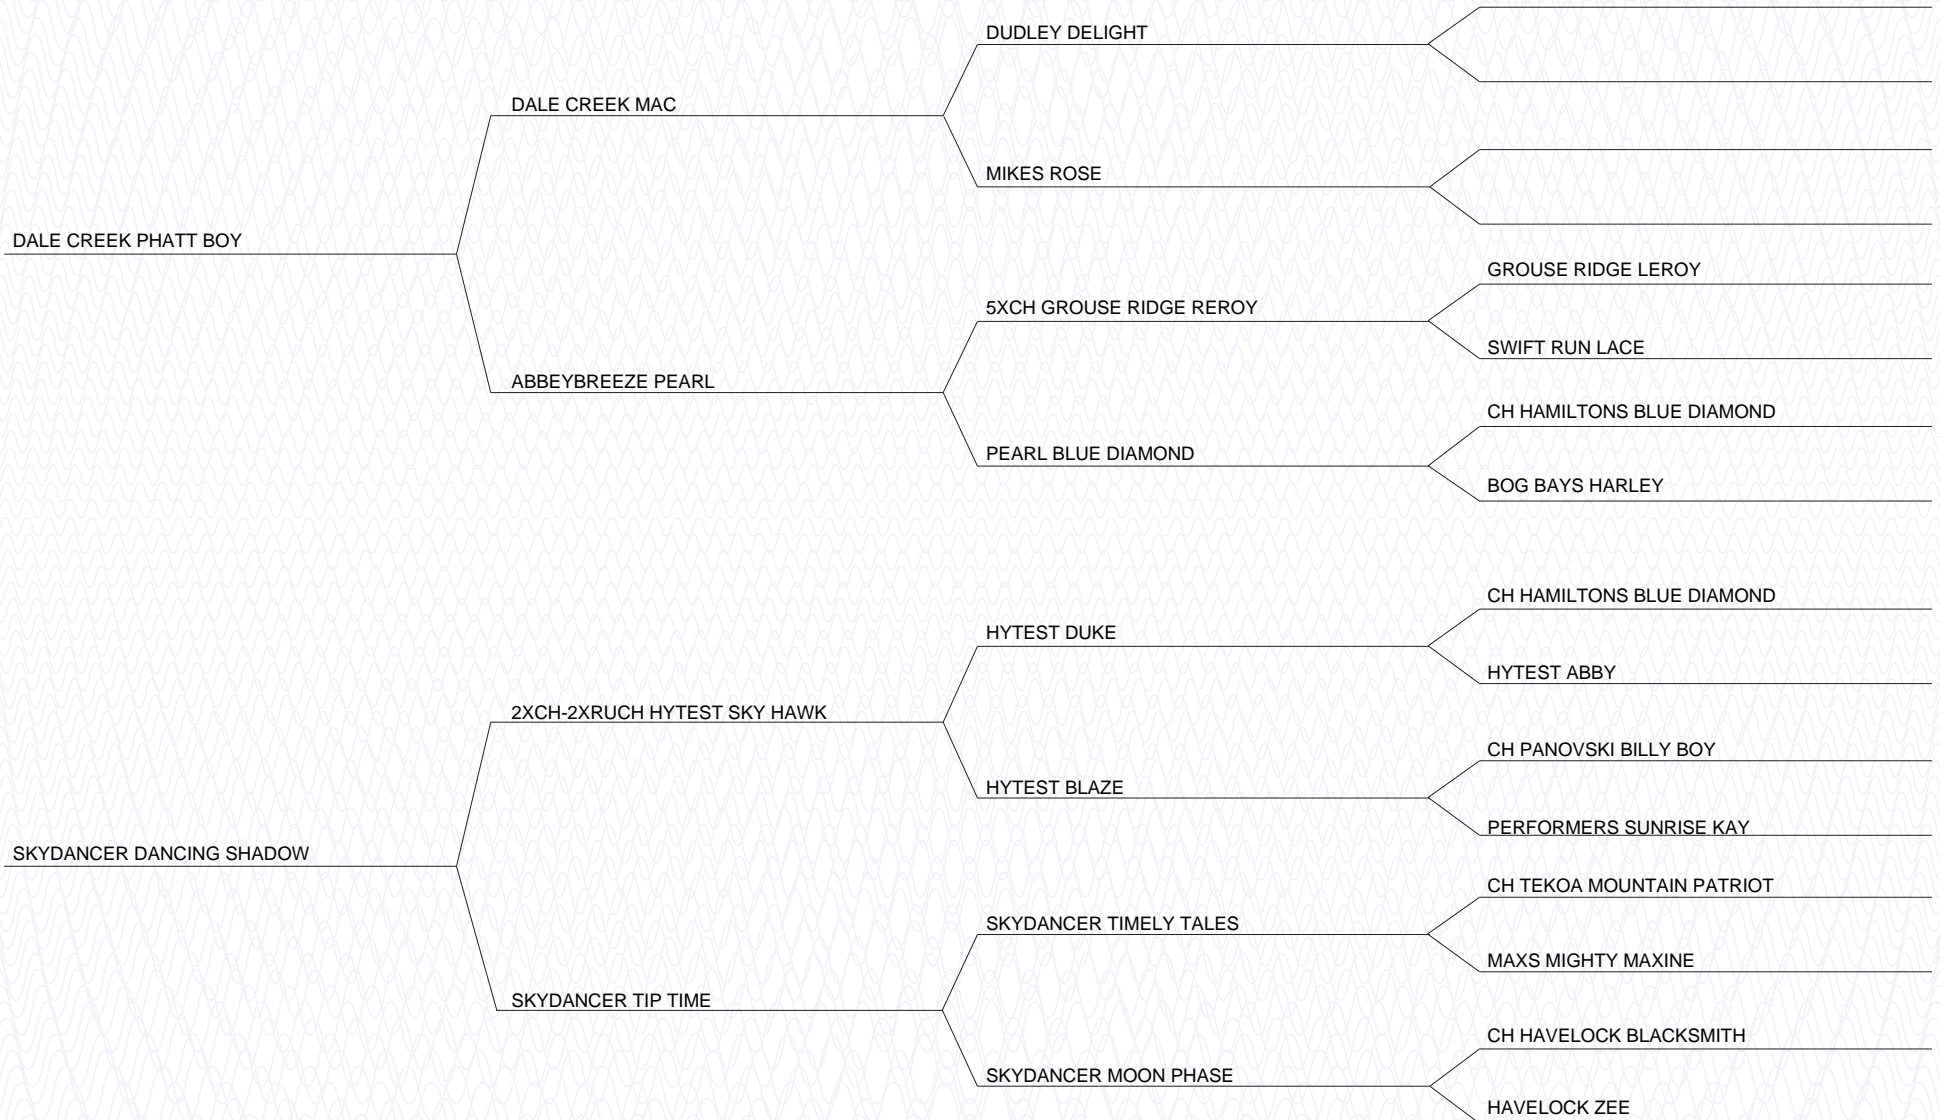 DUDLEY DELIGHT
DALE CREEK MAC
MIKES ROSE
DALE CREEK PHATT BOY
GROUSE RIDGE LEROY
5XCH GROUSE RIDGE REROY
SWIFT RUN LACE
ABBEYBREEZE PEARL
CH HAMILTONS BLUE DIAMOND
PEARL BLUE DIAMOND
BOG BAYS HARLEY
CH HAMILTONS BLUE DIAMOND
HYTEST DUKE
HYTEST ABBY
2XCH-2XRUCH HYTEST SKY HAWK
CH PANOVSKI BILLY BOY
HYTEST BLAZE
PERFORMERS SUNRISE KAY
SKYDANCER DANCING SHADOW
CH TEKOA MOUNTAIN PATRIOT
SKYDANCER TIMELY TALES
MAXS MIGHTY MAXINE
SKYDANCER TIP TIME
CH HAVELOCK BLACKSMITH
SKYDANCER MOON PHASE
HAVELOCK ZEE